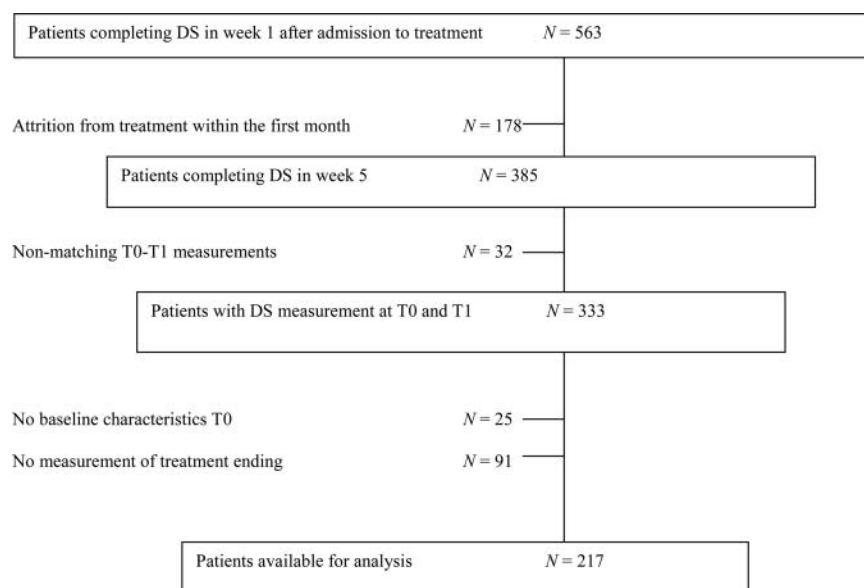 Patients completing DS in week 1 after admission to treatment N = 563
Attrition from treatment within the first month N = 178
Patients completing DS in week 5 N = 385
Non-matching T0-T1 measurements N = 32
Patients with DS measurement at T0 and T1 N = 333
No baseline characteristics T0 N = 25
No measurement of treatment ending N = 91
Patients available for analysis N = 217